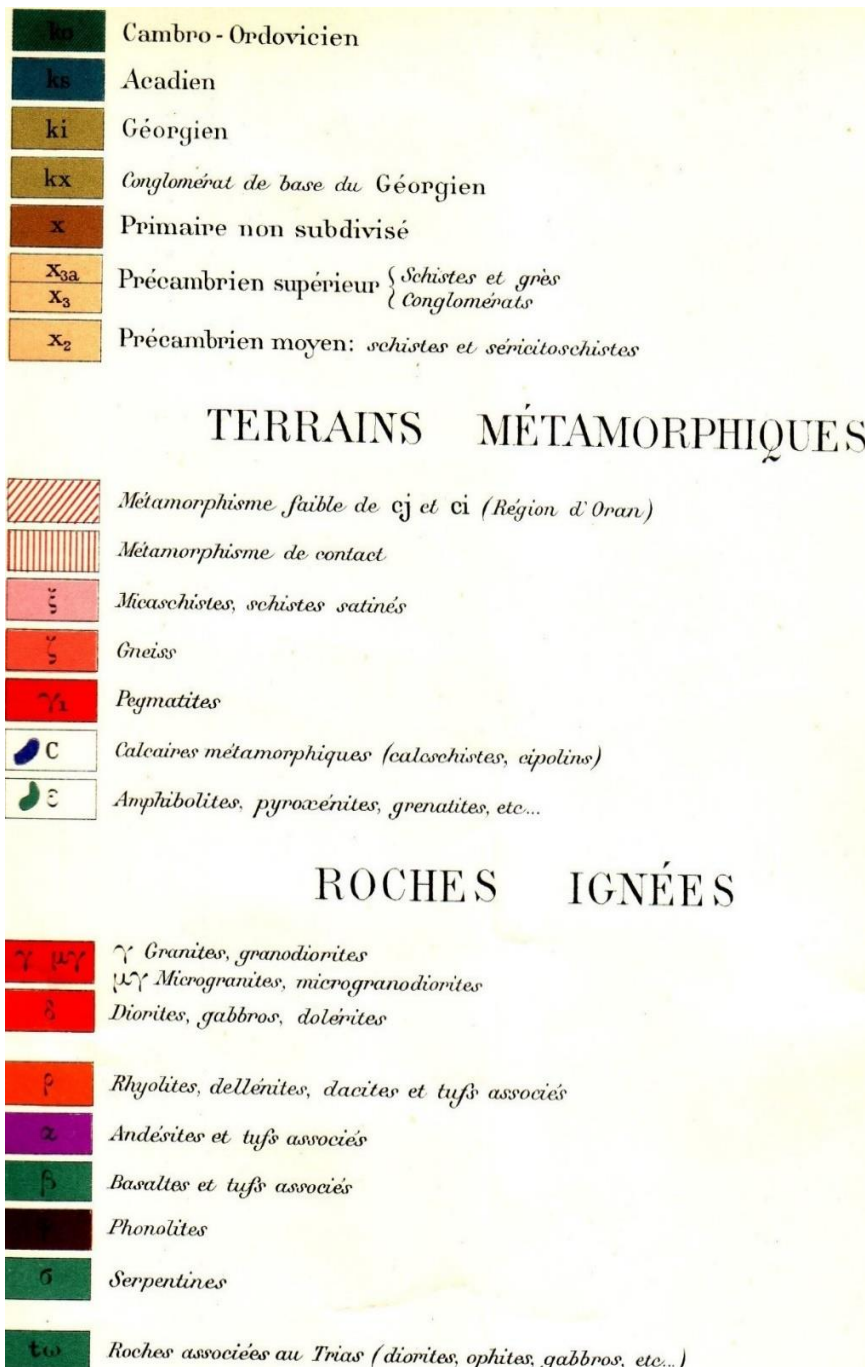 ko Cambro-Ordovicien
ks Acadien
ki Géorgien
kx Conglomérat de base du Géorgien
x Primaire non subdivisé
x3a Précambrien supérieur { Schistes et grès
x3 Conglomérats
x2 Précambrien moyen: schistes et séricitoschistes
TERRAINS MÉTAMORPHIQUES
Métamorphisme faible de cj et ci (Région d'Oran)
Métamorphisme de contact
ξ Micaschistes, schistes satinés
ζ Gneiss
γ1 Pegmatites
C Calcaires métamorphiques (calcschistes, cipolins)
ε Amphibolites, pyroxénites, grenatites, etc...
ROCHES IGNÉES
γ μγ γ Granites, granodiorites
μγ Microgranites, microgranodiorites
δ Diorites, gabbros, dolérites
ρ Rhyolites, dellénites, dacites et tufs associés
α Andésites et tufs associés
β Basaltes et tufs associés
Phonolites
σ Serpentines
tω Roches associées au Trias (diorites, ophites, gabbros, etc...)